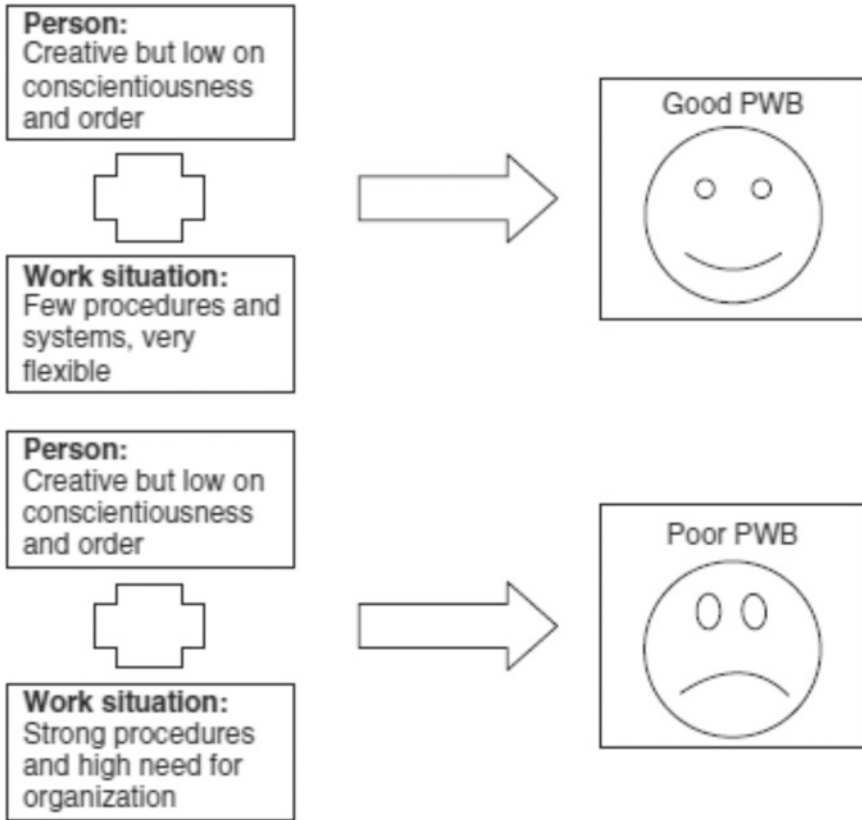 Person:
Creative but low on
conscientiousness
and order
Good PWB
Work situation:
Few procedures and
systems, very
flexible
Person:
Creative but low on
conscientiousness
and order
Poor PWB
Work situation:
Strong procedures
and high need for
organization